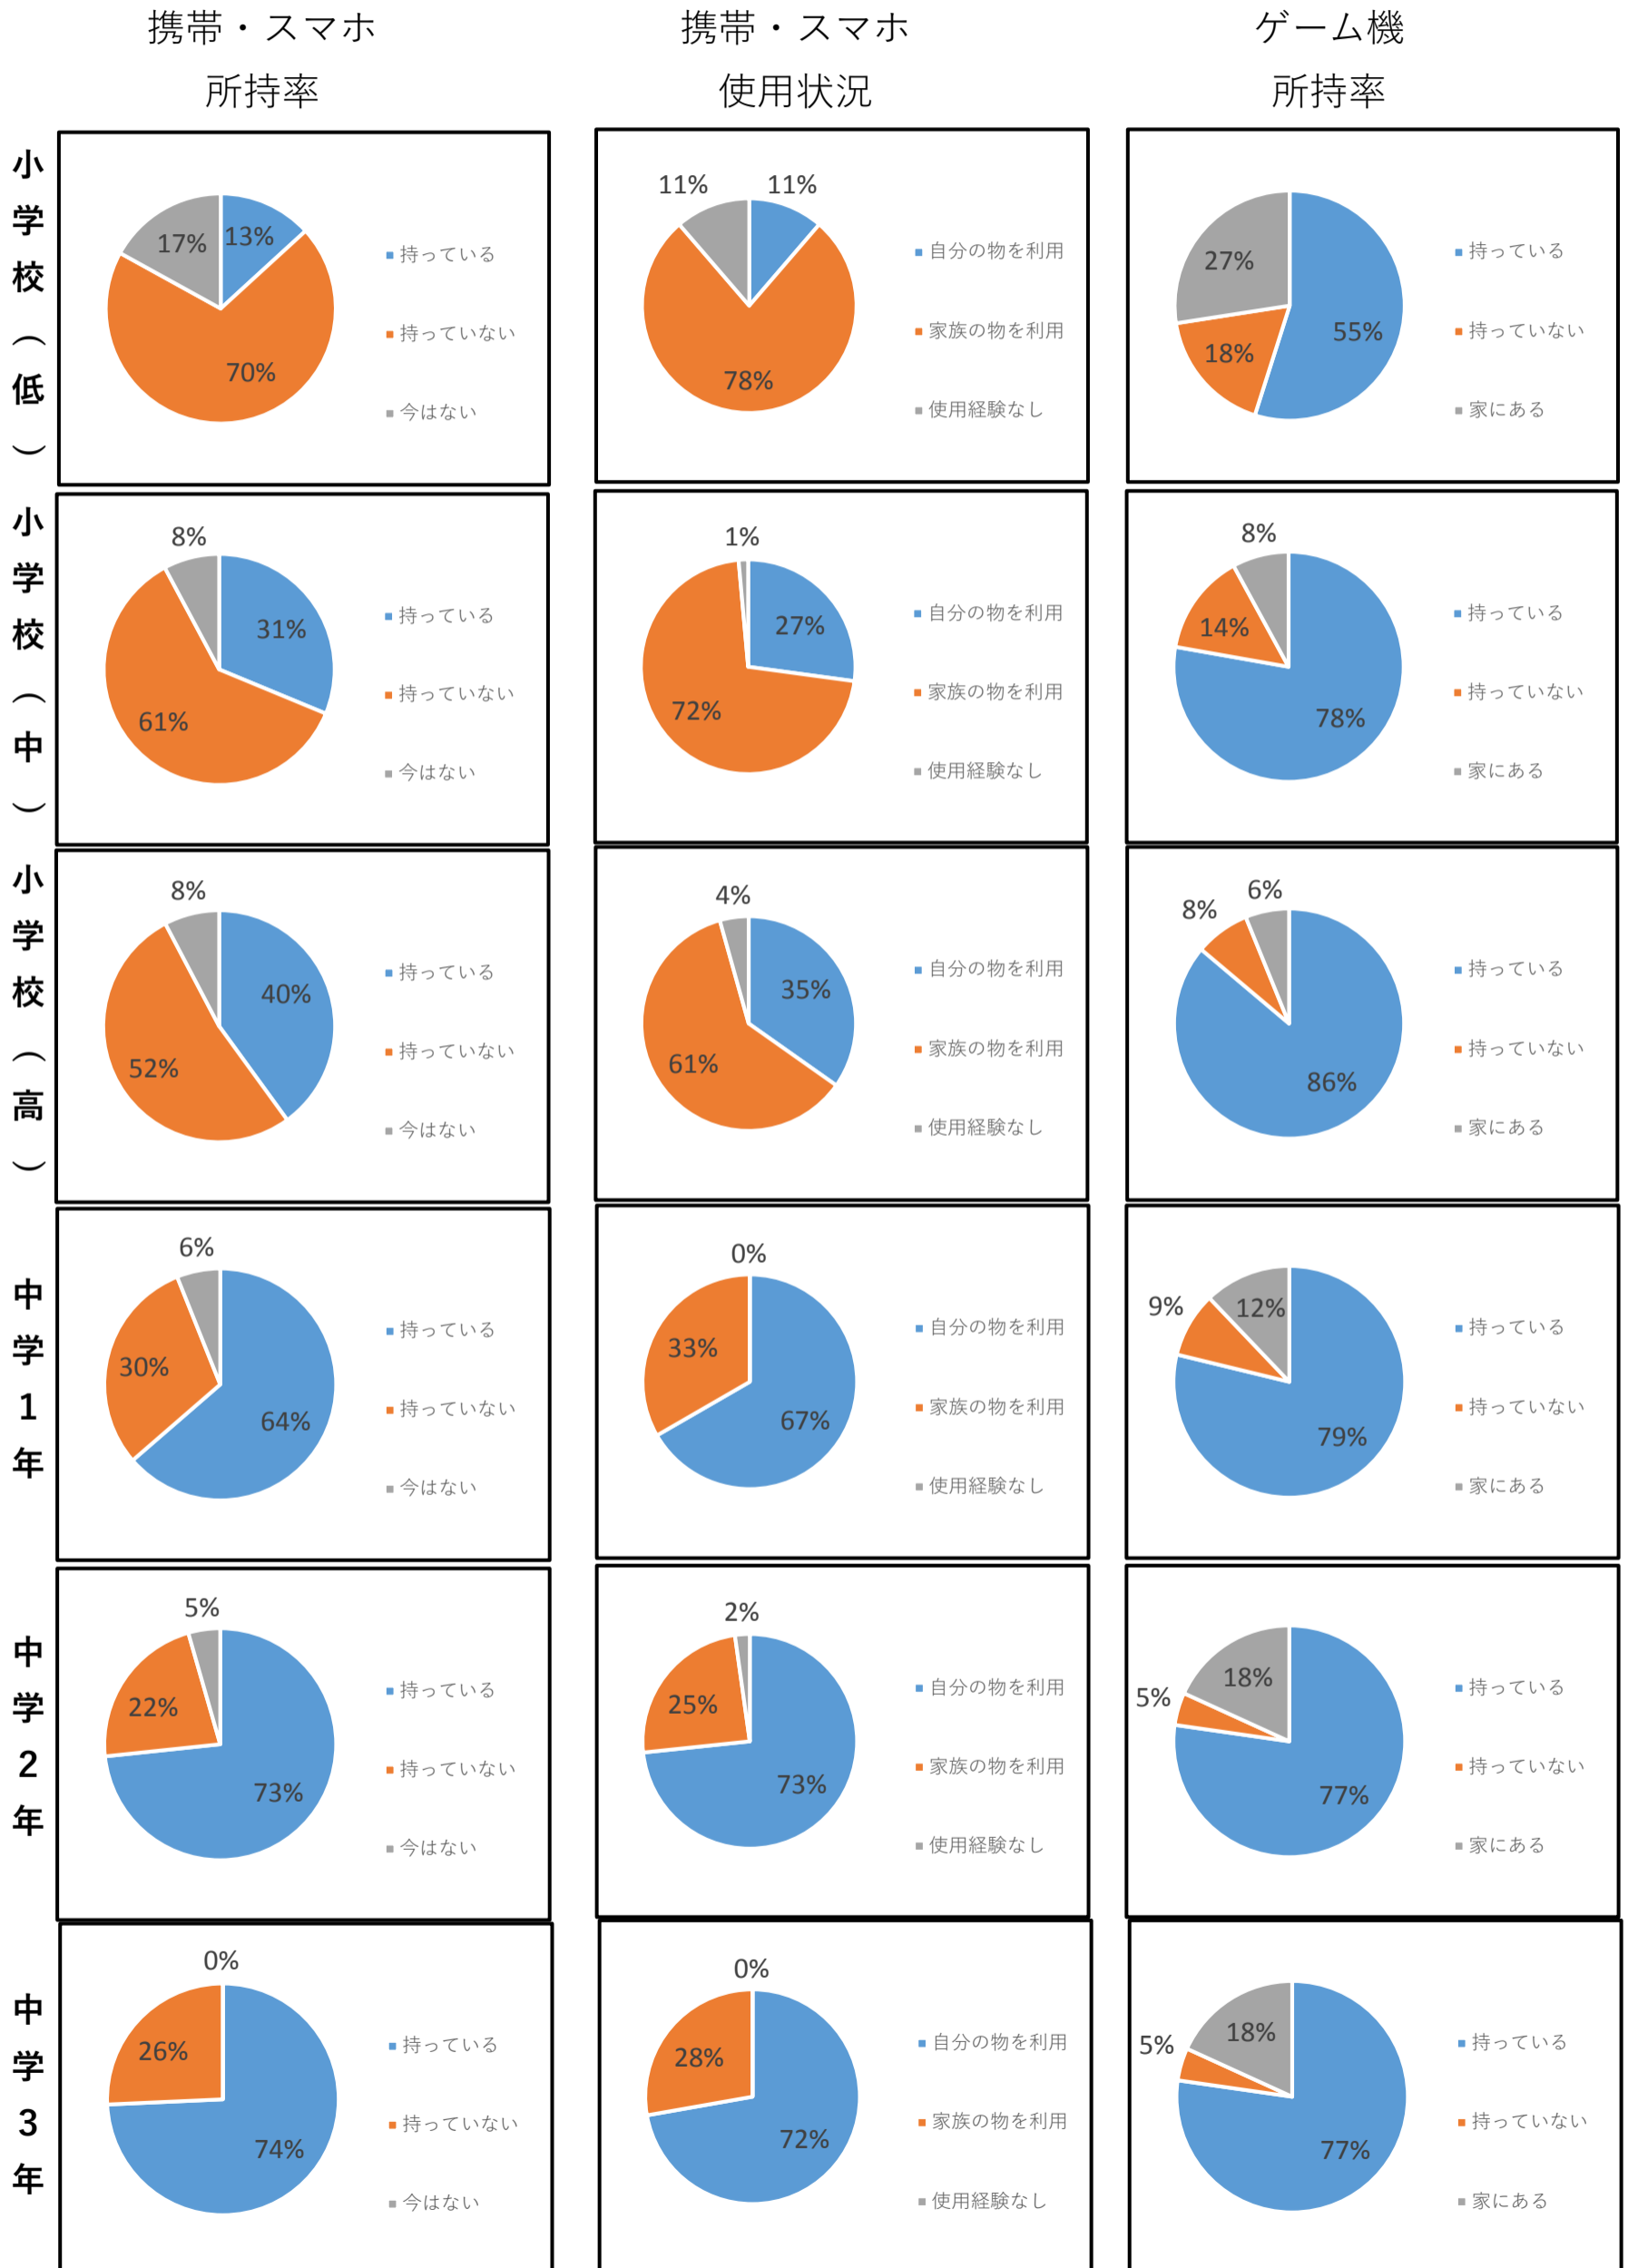 携帯・スマホ
所持率
携帯・スマホ
使用状況
ゲーム機
所持率
小学校（低）
13%
70%
17%
持っている
持っていない
今はない
11%
11%
78%
自分の物を利用
家族の物を利用
使用経験なし
27%
55%
18%
持っている
持っていない
家にある
小学校（中）
8%
31%
61%
持っている
持っていない
今はない
1%
27%
72%
自分の物を利用
家族の物を利用
使用経験なし
8%
14%
78%
持っている
持っていない
家にある
小学校（高）
8%
40%
52%
持っている
持っていない
今はない
4%
35%
61%
自分の物を利用
家族の物を利用
使用経験なし
6%
8%
86%
持っている
持っていない
家にある
中学１年
6%
30%
64%
持っている
持っていない
今はない
0%
33%
67%
自分の物を利用
家族の物を利用
使用経験なし
9%
12%
79%
持っている
持っていない
家にある
中学２年
5%
22%
73%
持っている
持っていない
今はない
2%
25%
73%
自分の物を利用
家族の物を利用
使用経験なし
18%
5%
77%
持っている
持っていない
家にある
中学３年
0%
26%
74%
持っている
持っていない
今はない
0%
28%
72%
自分の物を利用
家族の物を利用
使用経験なし
18%
5%
77%
持っている
持っていない
家にある